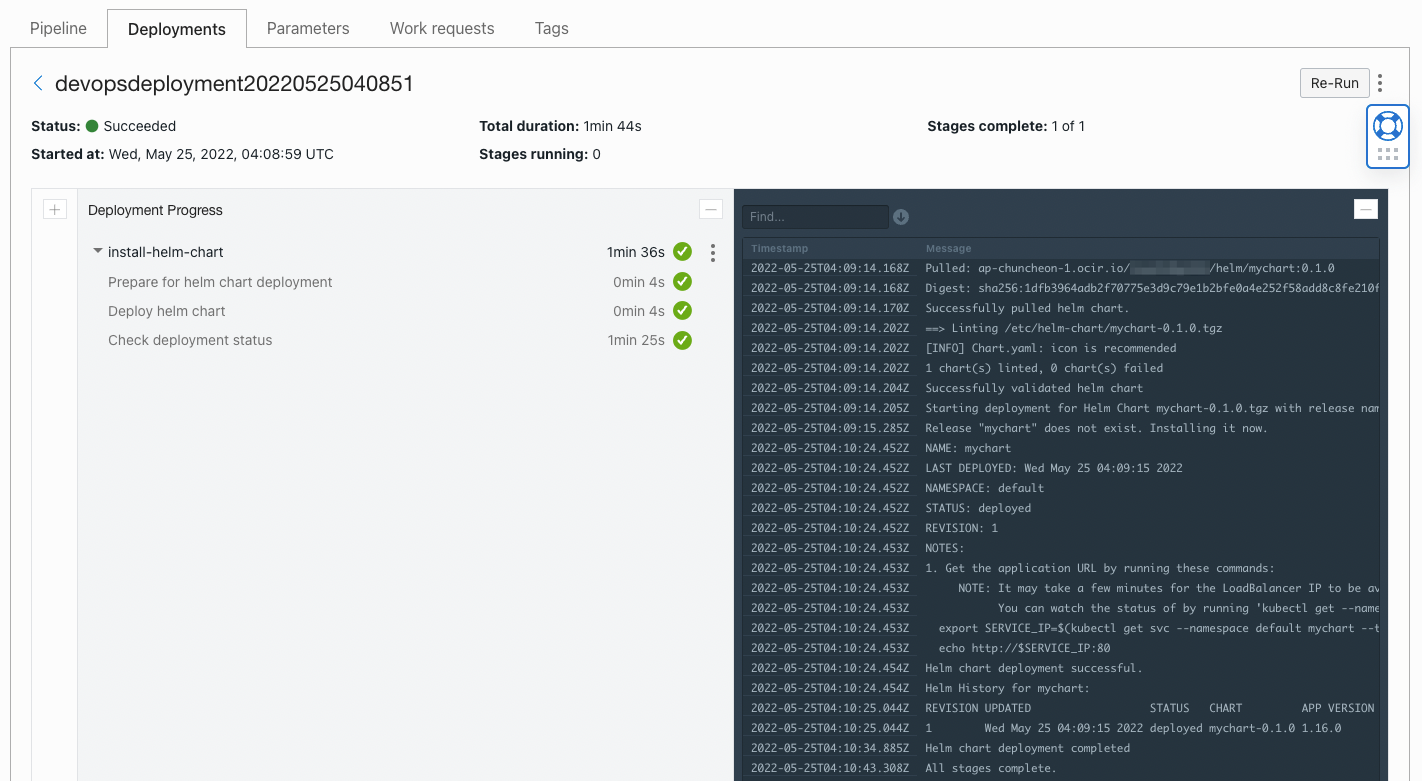 Pipeline
Deployments
Parameters
Work requests
Tags
devopsdeployment20220525040851
Re-Run
Status: Succeeded
Total duration: 1min 44s
Stages complete: 1 of 1
Started at: Wed, May 25, 2022, 04:08:59 UTC
Stages running: 0
Deployment Progress
install-helm-chart 1min 36s
Prepare for helm chart deployment 0min 4s
Deploy helm chart 0min 4s
Check deployment status 1min 25s
Find...
Timestamp Message
2022-05-25T04:09:14.168Z Pulled: ap-chuncheon-1.ocir.io/ /helm/mychart:0.1.0
2022-05-25T04:09:14.168Z Digest: sha256:1dfb3964adb2f70775e3d9c79e1b2bfe0a4e252f58add8c8fe210f
2022-05-25T04:09:14.170Z Successfully pulled helm chart.
2022-05-25T04:09:14.202Z ==> Linting /etc/helm-chart/mychart-0.1.0.tgz
2022-05-25T04:09:14.202Z [INFO] Chart.yaml: icon is recommended
2022-05-25T04:09:14.202Z 1 chart(s) linted, 0 chart(s) failed
2022-05-25T04:09:14.204Z Successfully validated helm chart
2022-05-25T04:09:14.205Z Starting deployment for Helm Chart mychart-0.1.0.tgz with release nam
2022-05-25T04:09:15.285Z Release "mychart" does not exist. Installing it now.
2022-05-25T04:10:24.452Z NAME: mychart
2022-05-25T04:10:24.452Z LAST DEPLOYED: Wed May 25 04:09:15 2022
2022-05-25T04:10:24.452Z NAMESPACE: default
2022-05-25T04:10:24.452Z STATUS: deployed
2022-05-25T04:10:24.452Z REVISION: 1
2022-05-25T04:10:24.453Z NOTES:
2022-05-25T04:10:24.453Z 1. Get the application URL by running these commands:
2022-05-25T04:10:24.453Z NOTE: It may take a few minutes for the LoadBalancer IP to be av
2022-05-25T04:10:24.453Z You can watch the status of by running 'kubectl get --name
2022-05-25T04:10:24.453Z export SERVICE_IP=$(kubectl get svc --namespace default mychart --t
2022-05-25T04:10:24.453Z echo http://$SERVICE_IP:80
2022-05-25T04:10:24.454Z Helm chart deployment successful.
2022-05-25T04:10:24.454Z Helm History for mychart:
2022-05-25T04:10:25.044Z REVISION UPDATED STATUS CHART APP VERSION
2022-05-25T04:10:25.044Z 1 Wed May 25 04:09:15 2022 deployed mychart-0.1.0 1.16.0
2022-05-25T04:10:34.885Z Helm chart deployment completed
2022-05-25T04:10:43.308Z All stages complete.